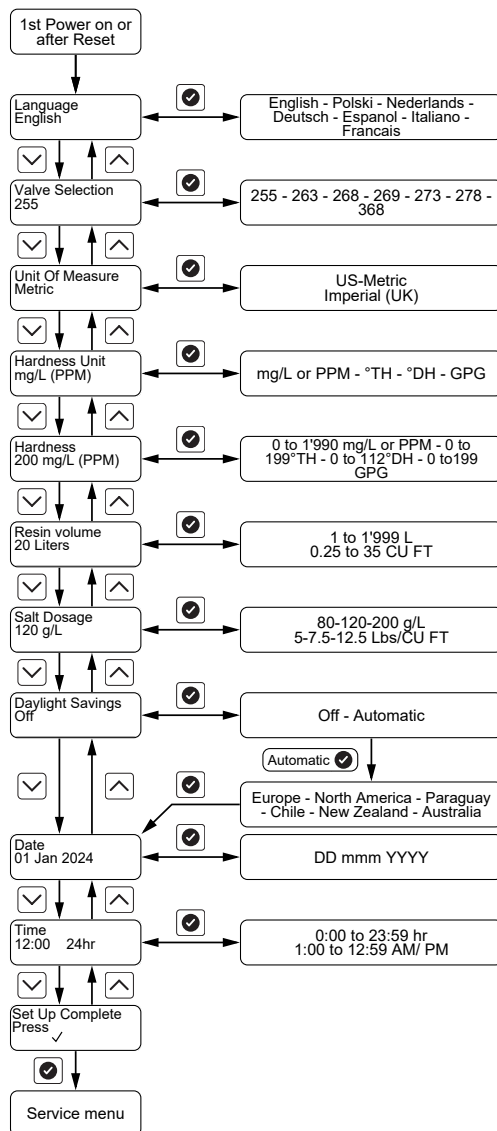 1st Power on or
after Reset
Language
English
English - Polski - Nederlands -
Deutsch - Espanol - Italiano -
Francais
Valve Selection
255
255 - 263 - 268 - 269 - 273 - 278 -
368
Unit Of Measure
Metric
US-Metric
Imperial (UK)
Hardness Unit
mg/L (PPM)
mg/L or PPM - °TH - °DH - GPG
Hardness
200 mg/L (PPM)
0 to 1'990 mg/L or PPM - 0 to
199°TH - 0 to 112°DH - 0 to199
GPG
Resin volume
20 Liters
1 to 1'999 L
0.25 to 35 CU FT
Salt Dosage
120 g/L
80-120-200 g/L
5-7.5-12.5 Lbs/CU FT
Daylight Savings
Off
Off - Automatic
Automatic
Europe - North America - Paraguay
- Chile - New Zealand - Australia
Date
01 Jan 2024
DD mmm YYYY
Time
12:00 24hr
0:00 to 23:59 hr
1:00 to 12:59 AM/ PM
Set Up Complete
Press ✓
Service menu